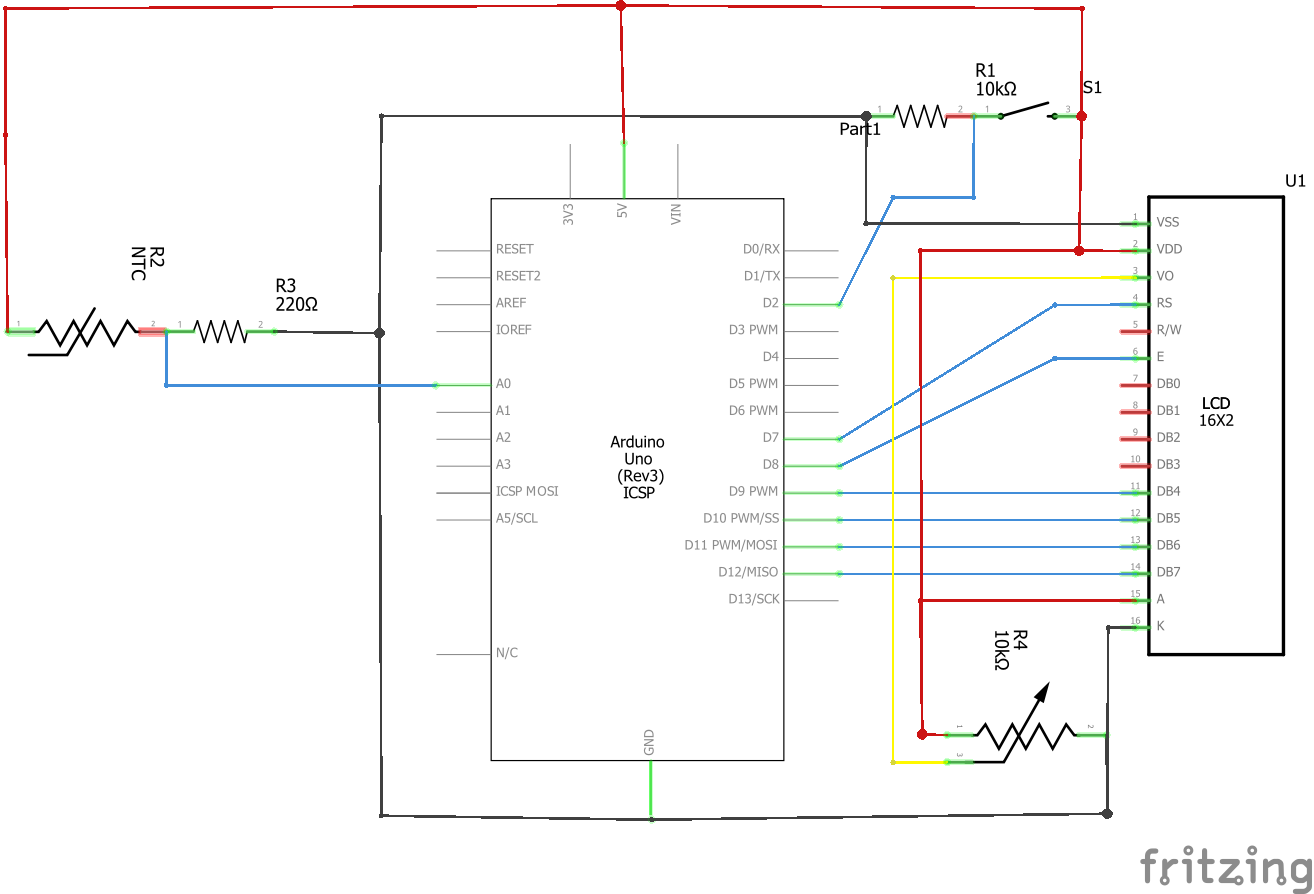 R1
10kΩ
S1
1
2
1
3
Part1
U1
3V3
5V
VIN
R2
NTC
R3
220Ω
1
2
1
2
RESET
RESET2
AREF
IOREF
A0
A1
A2
A3
ICSP MOSI
A5/SCL
N/C
Arduino
Uno
(Rev3)
ICSP
D0/RX
D1/TX
D2
D3 PWM
D4
D5 PWM
D6 PWM
D7
D8
D9 PWM
D10 PWM/SS
D11 PWM/MOSI
D12/MISO
D13/SCK
GND
1 VSS
2 VDD
3 VO
4 RS
5 R/W
6 E
7 DB0
8 DB1
9 DB2
10 DB3
11 DB4
12 DB5
13 DB6
14 DB7
15 A
16 K
LCD
16X2
R4
10kΩ
1
2
3
fritzing